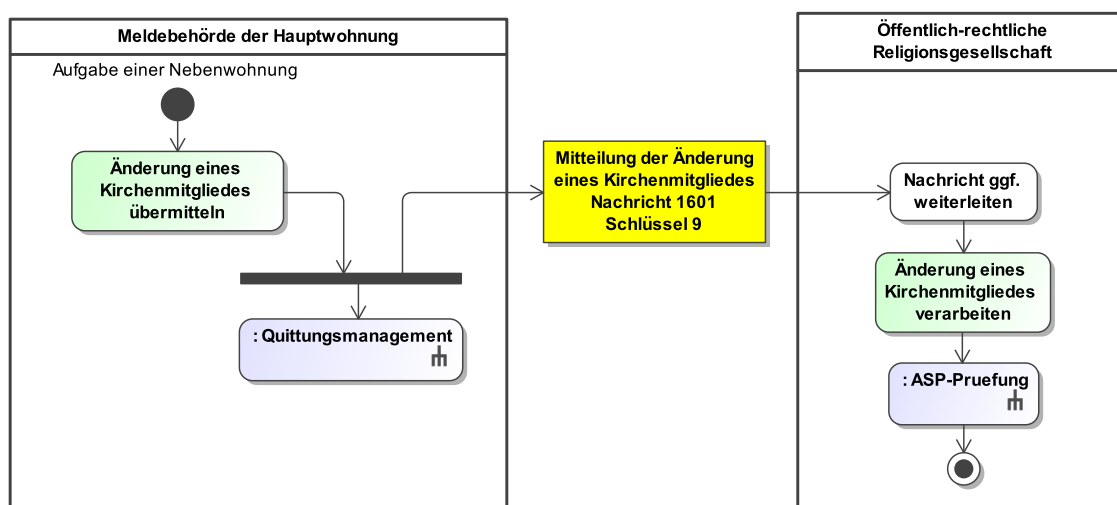 Meldebehörde der Hauptwohnung
Aufgabe einer Nebenwohnung
Änderung eines
Kirchenmitgliedes
übermitteln
: Quittungsmanagement
Mitteilung der Änderung
eines Kirchenmitgliedes
Nachricht 1601
Schlüssel 9
Öffentlich-rechtliche
Religionsgesellschaft
Nachricht ggf.
weiterleiten
Änderung eines
Kirchenmitgliedes
verarbeiten
: ASP-Pruefung